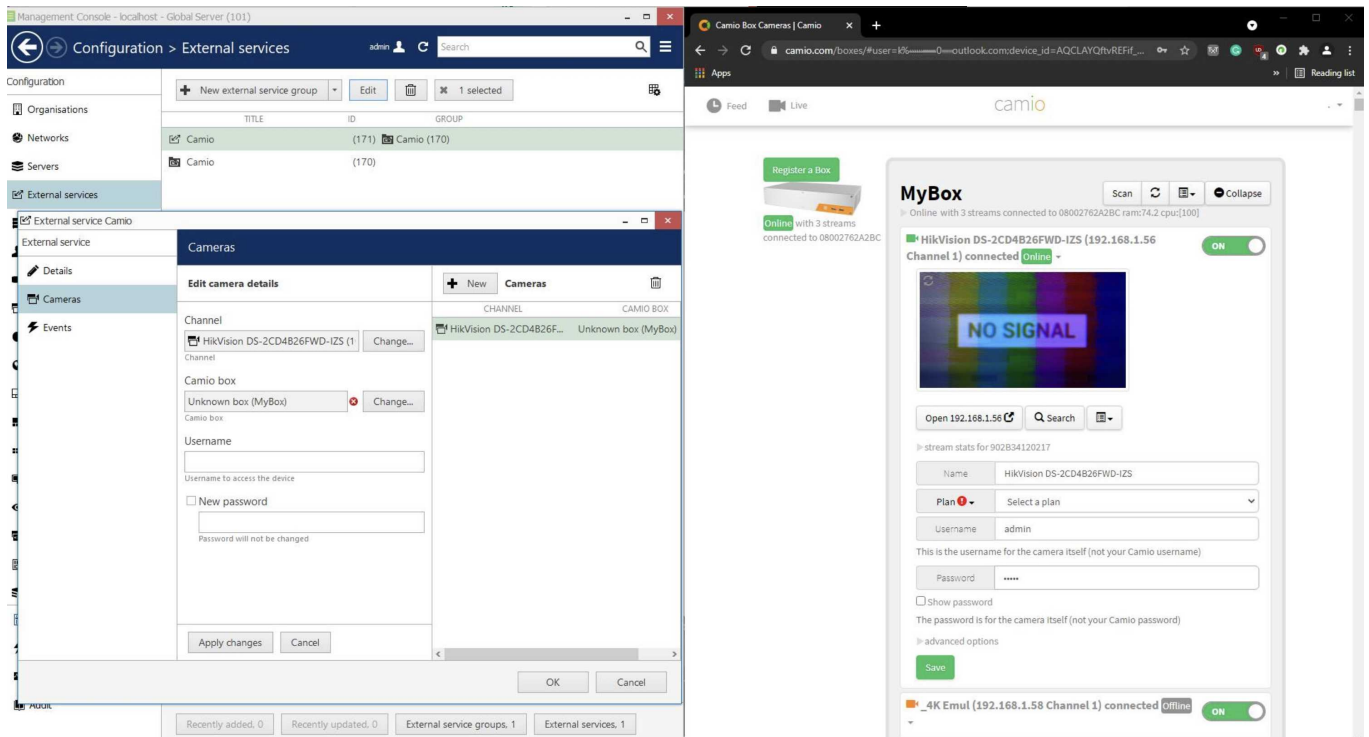 Management Console - localhost - Global Server (101)
Configuration > External services
admin
Search
Configuration
Organisations
Networks
Servers
External services
Audit
New external service group
Edit
1 selected
TITLE ID GROUP
Camio (171) Camio (170)
Camio (170)
External service Camio
External service
Details
Cameras
Events
Cameras
Edit camera details
Channel
HikVision DS-2CD4B26FWD-IZS (1
Change...
Channel
Camio box
Unknown box (MyBox)
Change...
Camio box
Username
Username to access the device
New password
Password will not be changed
Apply changes
Cancel
New
Cameras
CHANNEL CAMIO BOX
HikVision DS-2CD4B26F... Unknown box (MyBox)
OK
Cancel
Recently added, 0
Recently updated, 0
External service groups, 1
External services, 1
Camio Box Cameras | Camio
camio.com/boxes/#user=
outlook.com;device_id=AQCLAYQftvREFif_...
Apps
Reading list
Feed
Live
camio
Register a Box
Online with 3 streams
connected to 08002762A2BC
MyBox
Scan
Collapse
Online with 3 streams connected to 08002762A2BC ram:74.2 cpu:[100]
HikVision DS-2CD4B26FWD-IZS (192.168.1.56
Channel 1) connected Online
ON
NO SIGNAL
Open 192.168.1.56
Search
stream stats for 902B34120217
Name HikVision DS-2CD4B26FWD-IZS
Plan Select a plan
Username admin
This is the username for the camera itself (not your Camio username)
Password •••••
Show password
The password is for the camera itself (not your Camio password)
advanced options
Save
_4K Emul (192.168.1.58 Channel 1) connected Offline
ON